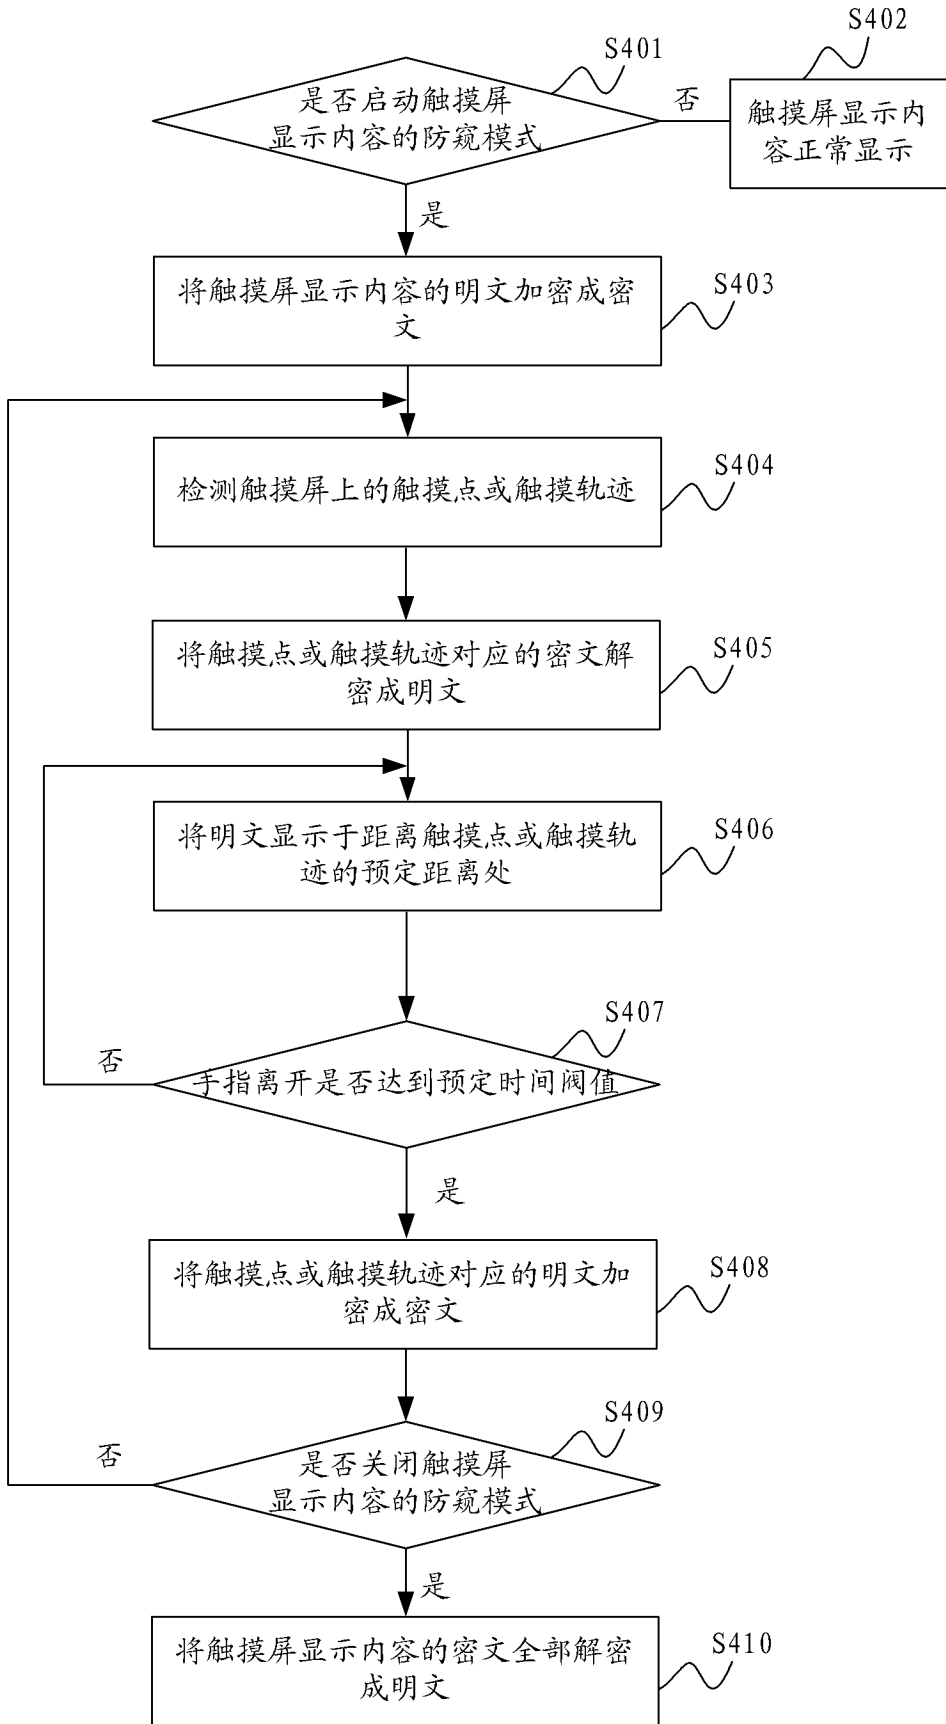 S402
S401
是否启动触摸屏
显示内容的防窥模式
否
触摸屏显示内
容正常显示
是
将触摸屏显示内容的明文加密成密
文
S403
检测触摸屏上的触摸点或触摸轨迹
S404
将触摸点或触摸轨迹对应的密文解
密成明文
S405
将明文显示于距离触摸点或触摸轨
迹的预定距离处
S406
S407
否
手指离开是否达到预定时间阀值
是
将触摸点或触摸轨迹对应的明文加
密成密文
S408
S409
否
是否关闭触摸屏
显示内容的防窥模式
是
将触摸屏显示内容的密文全部解密
成明文
S410